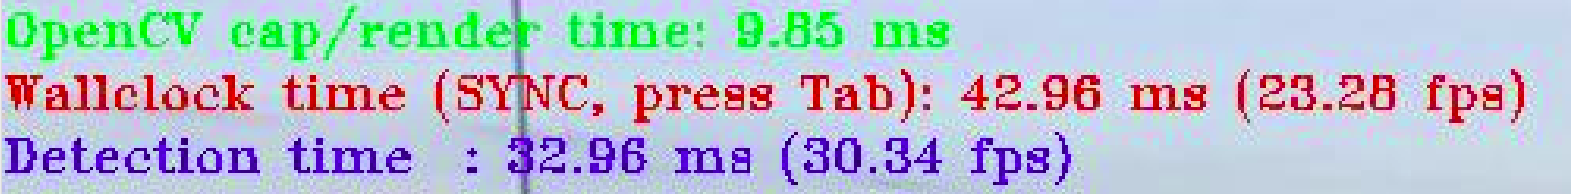 OpenCV cap/render time: 9.85 ms
Wallclock time (SYNC, press Tab): 42.96 ms (23.28 fps)
Detection time : 32.96 ms (30.34 fps)